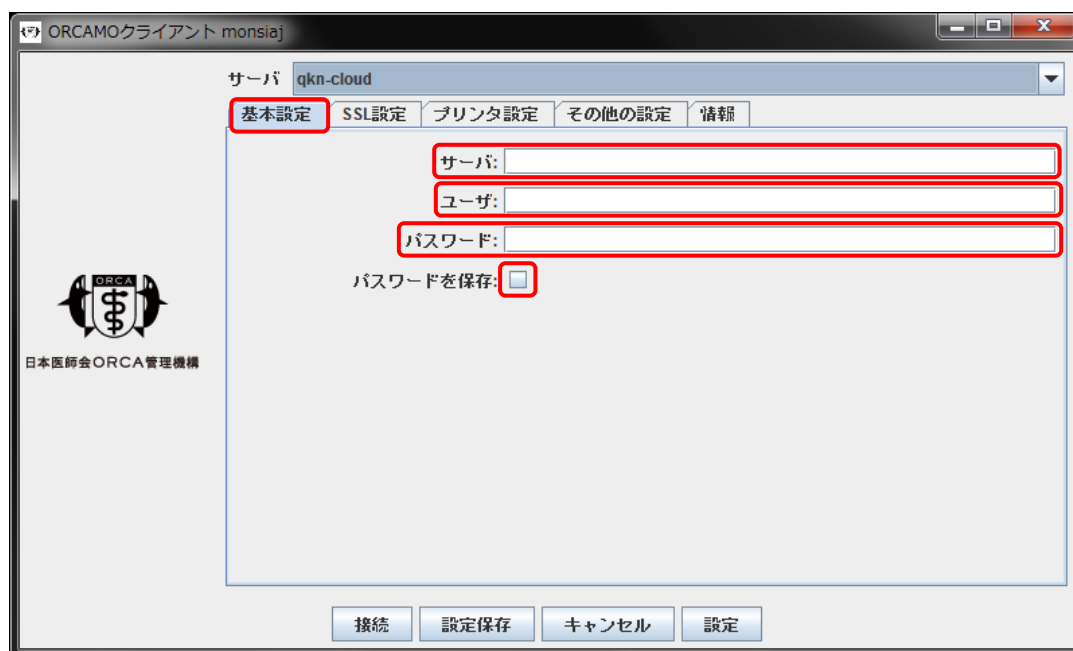 ORCAMOクライアント monsiaj
サーバ qkn-cloud
基本設定 SSL設定 プリンタ設定 その他の設定 情報
サーバ:
ユーザ:
パスワード:
パスワードを保存:
ORCA
日本医師会ORCA管理機構
接続 設定保存 キャンセル 設定